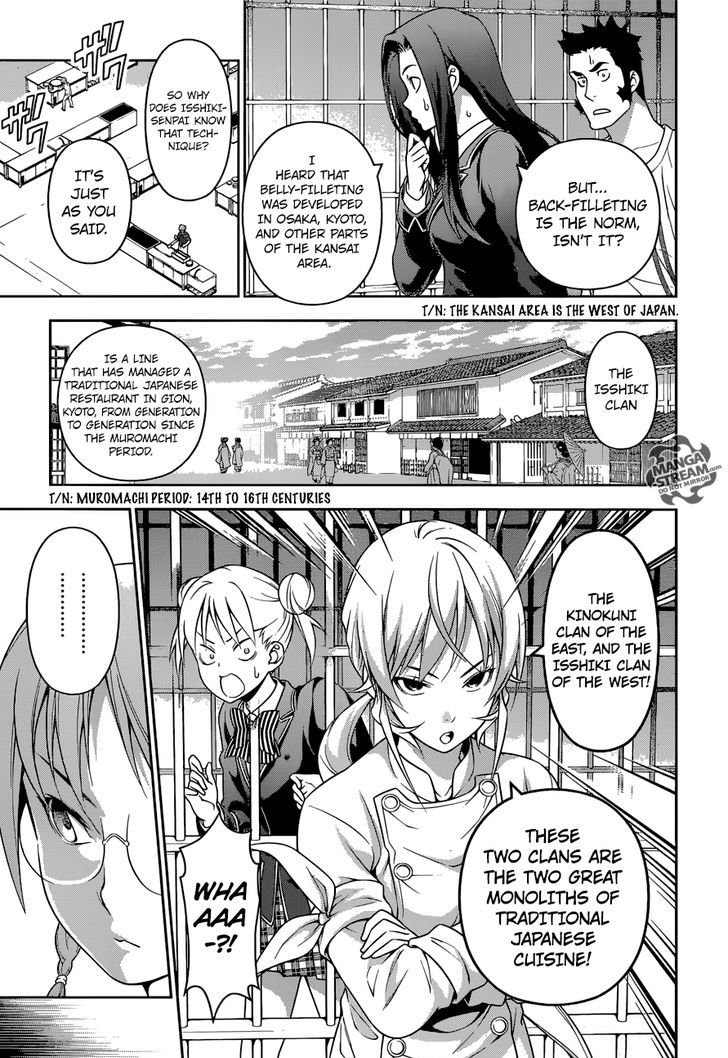 BUT...
BACK-FILLETING
IS THE NORM,
ISN'T IT?
I
HEARD THAT
BELLY-FILLETING
WAS DEVELOPED
IN OSAKA, KYOTO,
AND OTHER PARTS
OF THE KANSAI
AREA.
SO WHY
DOES ISSHIKI-
SENPAI KNOW
THAT TECH-
NIQUE?
IT'S
JUST
AS YOU
SAID.
T/N: THE KANSAI AREA IS THE WEST OF JAPAN.
THE
ISSHIKI
CLAN
IS A LINE
THAT HAS MANAGED A
TRADITIONAL JAPANESE
RESTAURANT IN GION,
KYOTO, FROM GENERATION
TO GENERATION SINCE
THE MUROMACHI
PERIOD.
MANGA
STREAM.COM
DO NOT MIRROR
T/N: MUROMACHI PERIOD: 14TH TO 16TH CENTURIES
THE
KINOKUNI
CLAN OF THE
EAST, AND THE
ISSHIKI CLAN
OF THE WEST!
THESE
TWO CLANS ARE
THE TWO GREAT
MONOLITHS OF
TRADITIONAL
JAPANESE
CUISINE!
WHA
AAA
-?!
..........